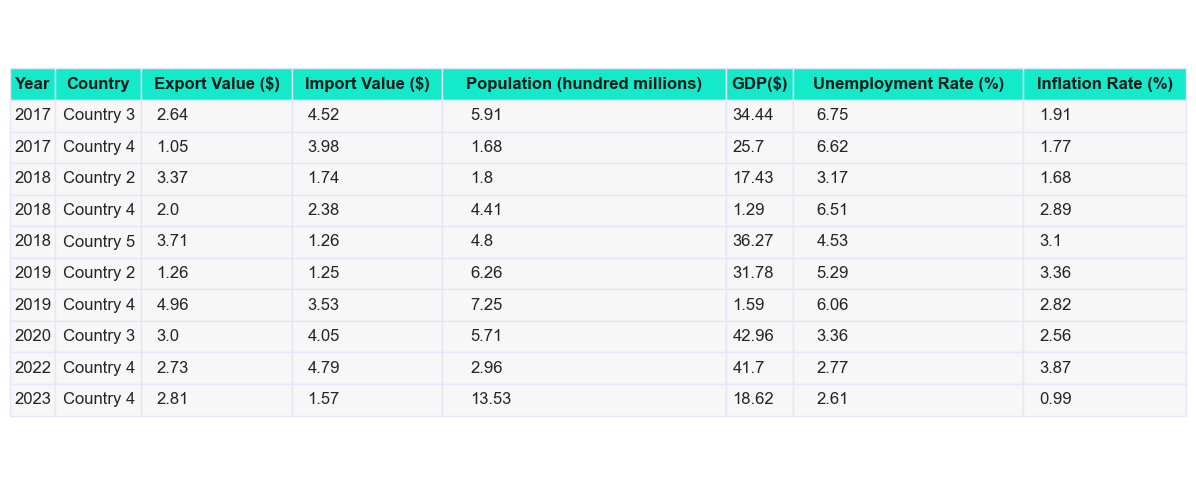 Year Country Export Value ($) Import Value ($) Population (hundred millions) GDP($) Unemployment Rate (%) Inflation Rate (%)
2017 Country 3 2.64 4.52 5.91 34.44 6.75 1.91
2017 Country 4 1.05 3.98 1.68 25.7 6.62 1.77
2018 Country 2 3.37 1.74 1.8 17.43 3.17 1.68
2018 Country 4 2.0 2.38 4.41 1.29 6.51 2.89
2018 Country 5 3.71 1.26 4.8 36.27 4.53 3.1
2019 Country 2 1.26 1.25 6.26 31.78 5.29 3.36
2019 Country 4 4.96 3.53 7.25 1.59 6.06 2.82
2020 Country 3 3.0 4.05 5.71 42.96 3.36 2.56
2022 Country 4 2.73 4.79 2.96 41.7 2.77 3.87
2023 Country 4 2.81 1.57 13.53 18.62 2.61 0.99